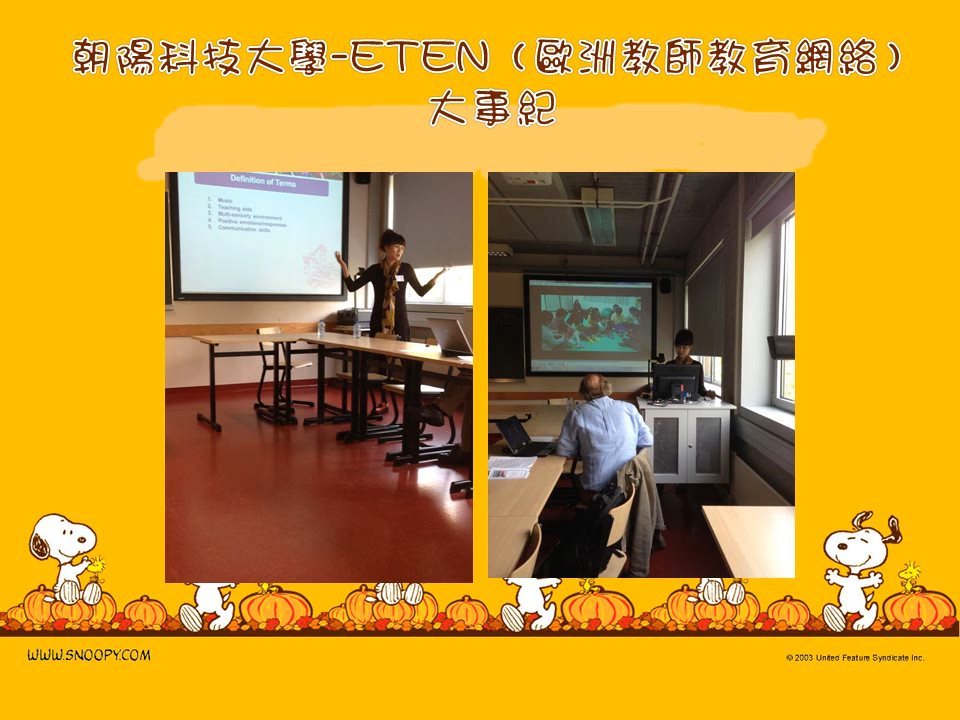 朝陽科技大學-ETEN（歐洲教師教育網絡）
大事紀
Definition of Terms
1. Music
2. Teaching aids
3. Multi-sensory environment
4. Positive emotions/responses
5. Communication skills
WWW.SNOOPY.COM
© 2003 United Feature Syndicate Inc.